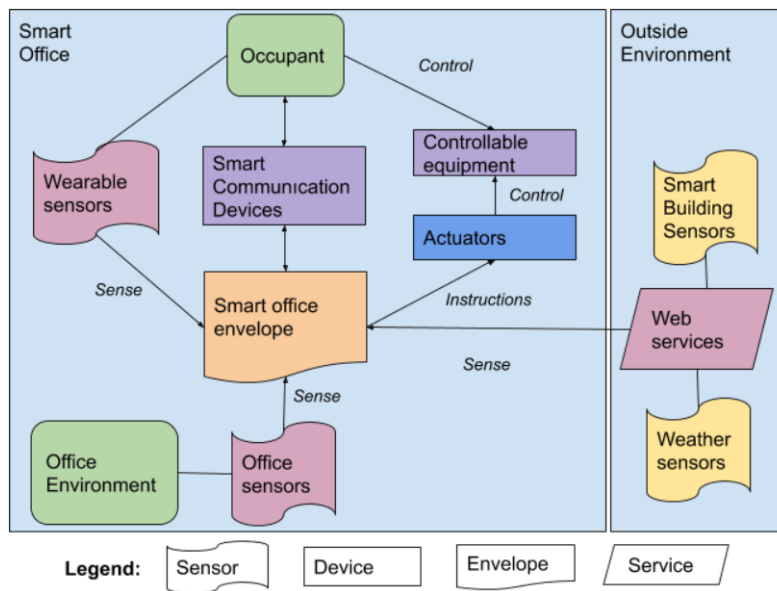 Smart
Office
Occupant
Control
Outside
Environment
Wearable
sensors
Smart
Communication
Devices
Controllable
equipment
Control
Smart
Building
Sensors
Actuators
Sense
Smart office
envelope
Instructions
Web
services
Sense
Sense
Office
Environment
Office
sensors
Weather
sensors
Legend:
Sensor
Device
Envelope
Service